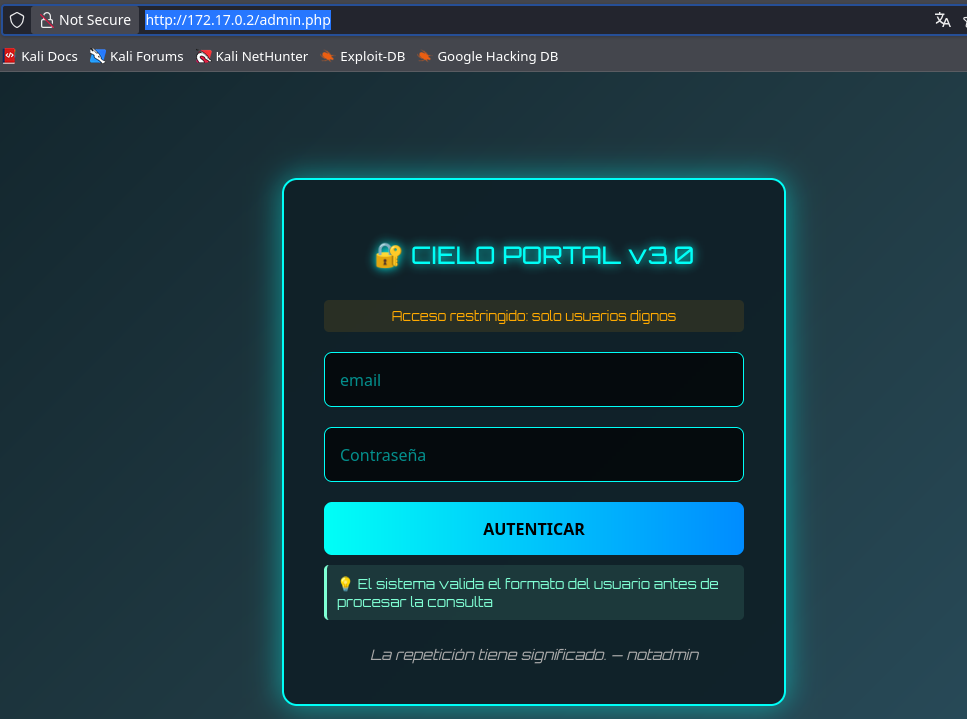 Not Secure http://172.17.0.2/admin.php
Kali Docs Kali Forums Kali NetHunter Exploit-DB Google Hacking DB
CIELO PORTAL v3.0
Acceso restringido: solo usuarios dignos
email
Contraseña
AUTENTICAR
El sistema valida el formato del usuario antes de
procesar la consulta
La repetición tiene significado. — notadmin